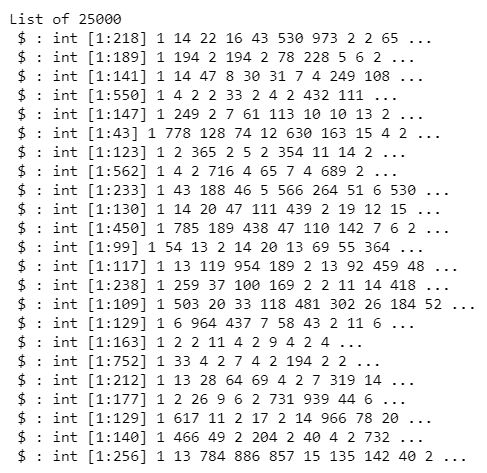 List of 25000
$ : int [1:218] 1 14 22 16 43 530 973 2 2 65 ...
$ : int [1:189] 1 194 2 194 2 78 228 5 6 2 ...
$ : int [1:141] 1 14 47 8 30 31 7 4 249 108 ...
$ : int [1:550] 1 4 2 2 33 2 4 2 432 111 ...
$ : int [1:147] 1 249 2 7 61 113 10 10 13 2 ...
$ : int [1:43] 1 778 128 74 12 630 163 15 4 2 ...
$ : int [1:123] 1 2 365 2 5 2 354 11 14 2 ...
$ : int [1:562] 1 4 2 716 4 65 7 4 689 2 ...
$ : int [1:233] 1 43 188 46 5 566 264 51 6 530 ...
$ : int [1:130] 1 14 20 47 111 439 2 19 12 15 ...
$ : int [1:450] 1 785 189 438 47 110 142 7 6 2 ...
$ : int [1:99] 1 54 13 2 14 20 13 69 55 364 ...
$ : int [1:117] 1 13 119 954 189 2 13 92 459 48 ...
$ : int [1:238] 1 259 37 100 169 2 2 11 14 418 ...
$ : int [1:109] 1 503 20 33 118 481 302 26 184 52 ...
$ : int [1:129] 1 6 964 437 7 58 43 2 11 6 ...
$ : int [1:163] 1 2 2 11 4 2 9 4 2 4 ...
$ : int [1:752] 1 33 4 2 7 4 2 194 2 2 ...
$ : int [1:212] 1 13 28 64 69 4 2 7 319 14 ...
$ : int [1:177] 1 2 26 9 6 2 731 939 44 6 ...
$ : int [1:129] 1 617 11 2 17 2 14 966 78 20 ...
$ : int [1:140] 1 466 49 2 204 2 40 4 2 732 ...
$ : int [1:256] 1 13 784 886 857 15 135 142 40 2 ...